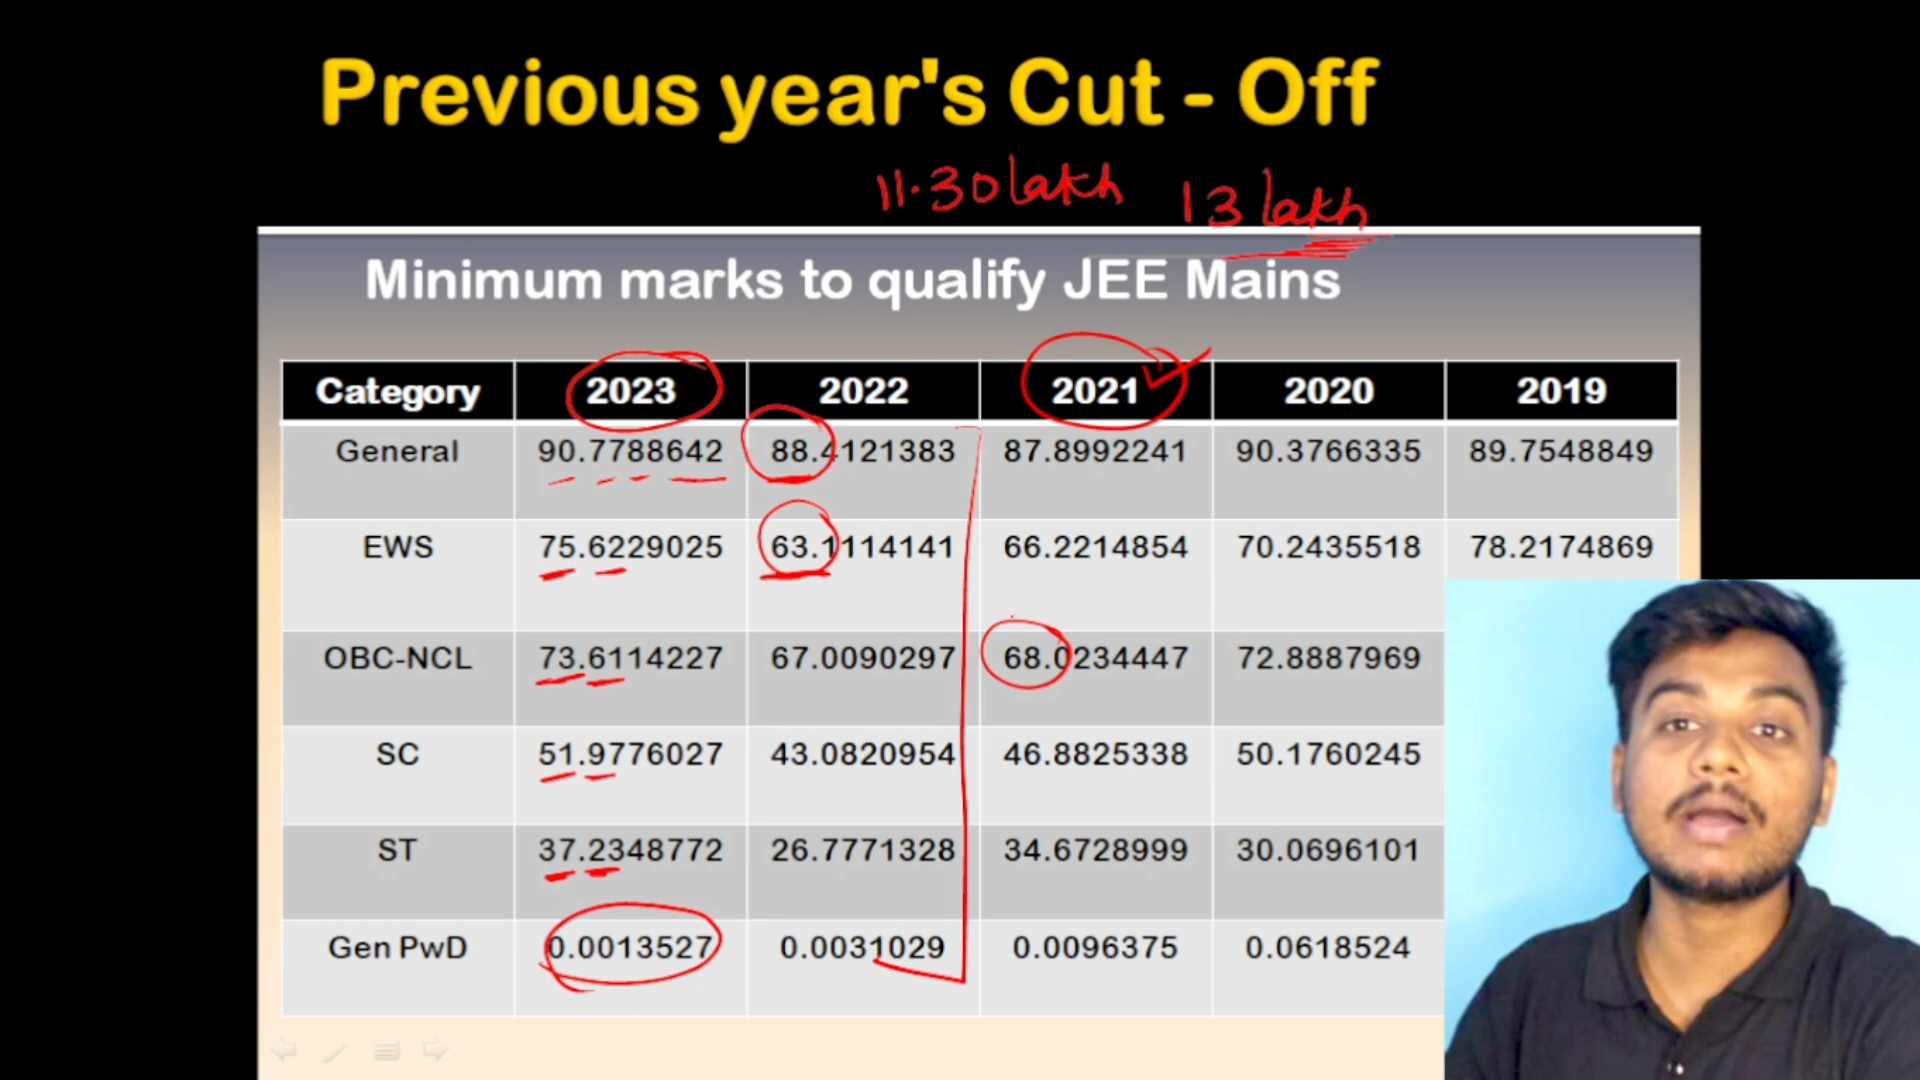 Previous year's Cut - Off
11.30 lakh 13 lakh
Minimum marks to qualify JEE Mains
Category 2023 2022 2021 2020 2019
General 90.7788642 88.4121383 87.8992241 90.3766335 89.7548849
EWS 75.6229025 63.1114141 66.2214854 70.2435518 78.2174869
OBC-NCL 73.6114227 67.0090297 68.0234447 72.8887969
SC 51.9776027 43.0820954 46.8825338 50.1760245
ST 37.2348772 26.7771328 34.6728999 30.0696101
Gen PwD 0.0013527 0.0031029 0.0096375 0.0618524